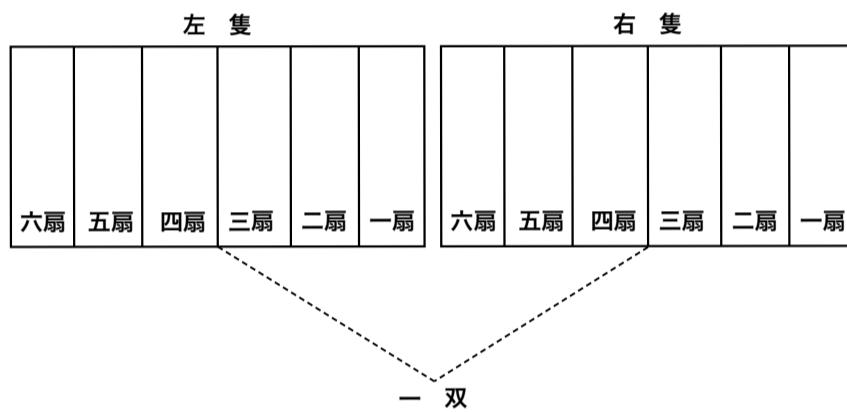 左 隻 右 隻
六扇 五扇 四扇 三扇 二扇 一扇 六扇 五扇 四扇 三扇 二扇 一扇
一 双